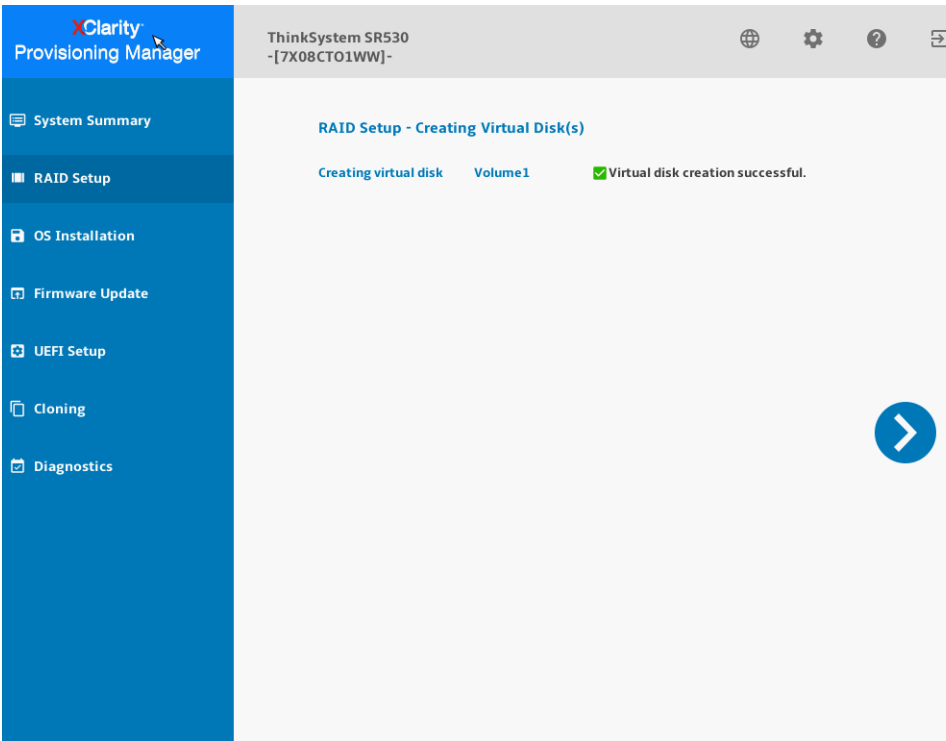 XClarity
Provisioning Manager
ThinkSystem SR530
-[7X08CTO1WW]-
System Summary
RAID Setup
OS Installation
Firmware Update
UEFI Setup
Cloning
Diagnostics
RAID Setup - Creating Virtual Disk(s)
Creating virtual disk Volume1 Virtual disk creation successful.